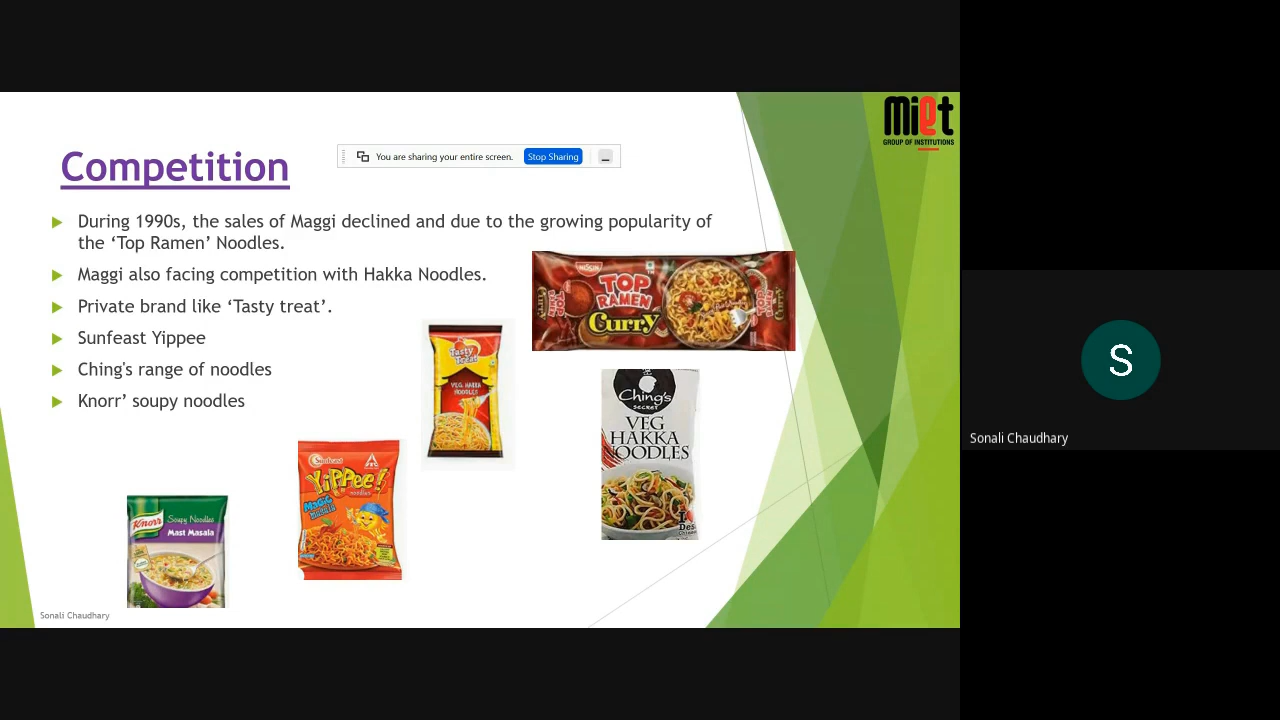 miet
GROUP OF INSTITUTIONS
You are sharing your entire screen.
Stop Sharing
Competition
During 1990s, the sales of Maggi declined and due to the growing popularity of
the ‘Top Ramen’ Noodles.
Maggi also facing competition with Hakka Noodles.
Private brand like ‘Tasty treat’.
Sunfeast Yippee
Ching's range of noodles
Knorr’ soupy noodles
NISSIN
TOP
RAMEN
Curry
Curry
Tasty
Treat
VEG HAKKA
NOODLES
Ching's
SECRET
VEG
HAKKA
NOODLES
Sunfeast
YiPPee!
noodles
MAGIC
Knorr
Soupy Noodles
Mast Masala
S
Sonali Chaudhary
Sonali Chaudhary